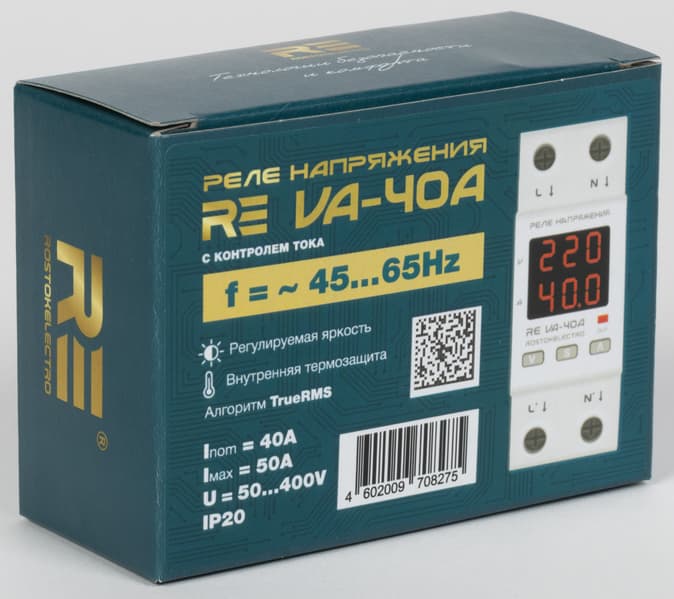 RE
Технологии безопасности
и комфорта
RE
ROSTOKELECTRO
®
РЕЛЕ НАПРЯЖЕНИЯ
RE VA-40A
С КОНТРОЛЕМ ТОКА
f = ~ 45...65Hz
- Регулируемая яркость
- Внутренняя термозащита
Алгоритм TrueRMS
Inom = 40A
Imax = 50A
U = 50...400V
IP20
4 602009 708275
L↓ N↓
РЕЛЕ НАПРЯЖЕНИЯ
V 220
A 40.0
RE VA-40A
ROSTOKELECTRO
V S A
L'↓ N'↓